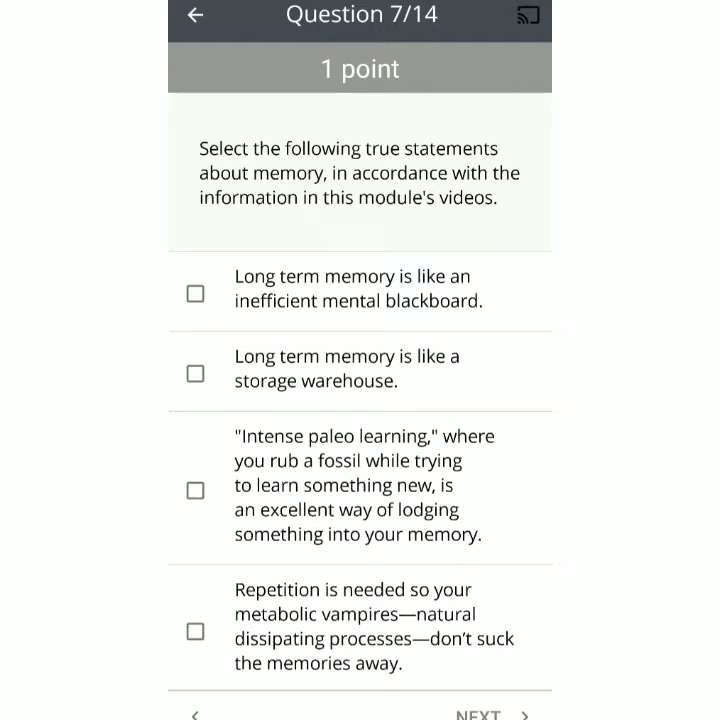 Question 7/14
1 point
Select the following true statements
about memory, in accordance with the
information in this module's videos.
Long term memory is like an
inefficient mental blackboard.
Long term memory is like a
storage warehouse.
"Intense paleo learning," where
you rub a fossil while trying
to learn something new, is
an excellent way of lodging
something into your memory.
Repetition is needed so your
metabolic vampires—natural
dissipating processes—don’t suck
the memories away.
NEXT